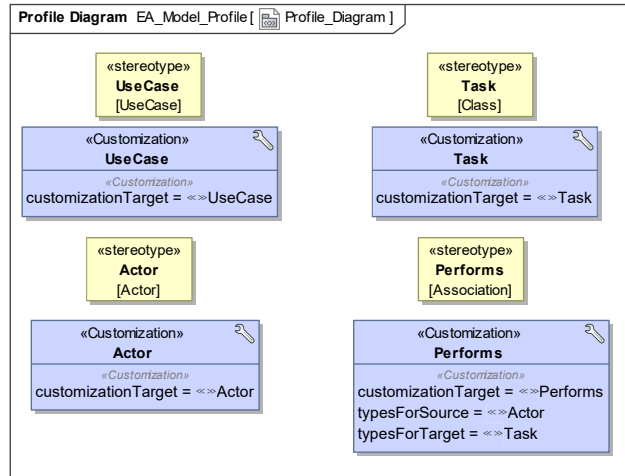 Profile Diagram EA_Model_Profile [ Profile_Diagram ]
«stereotype»
UseCase
[UseCase]
«Customization»
UseCase
«Customization»
customizationTarget = «»UseCase
«stereotype»
Task
[Class]
«Customization»
Task
«Customization»
customizationTarget = «»Task
«stereotype»
Actor
[Actor]
«Customization»
Actor
«Customization»
customizationTarget = «»Actor
«stereotype»
Performs
[Association]
«Customization»
Performs
«Customization»
customizationTarget = «»Performs
typesForSource = «»Actor
typesForTarget = «»Task